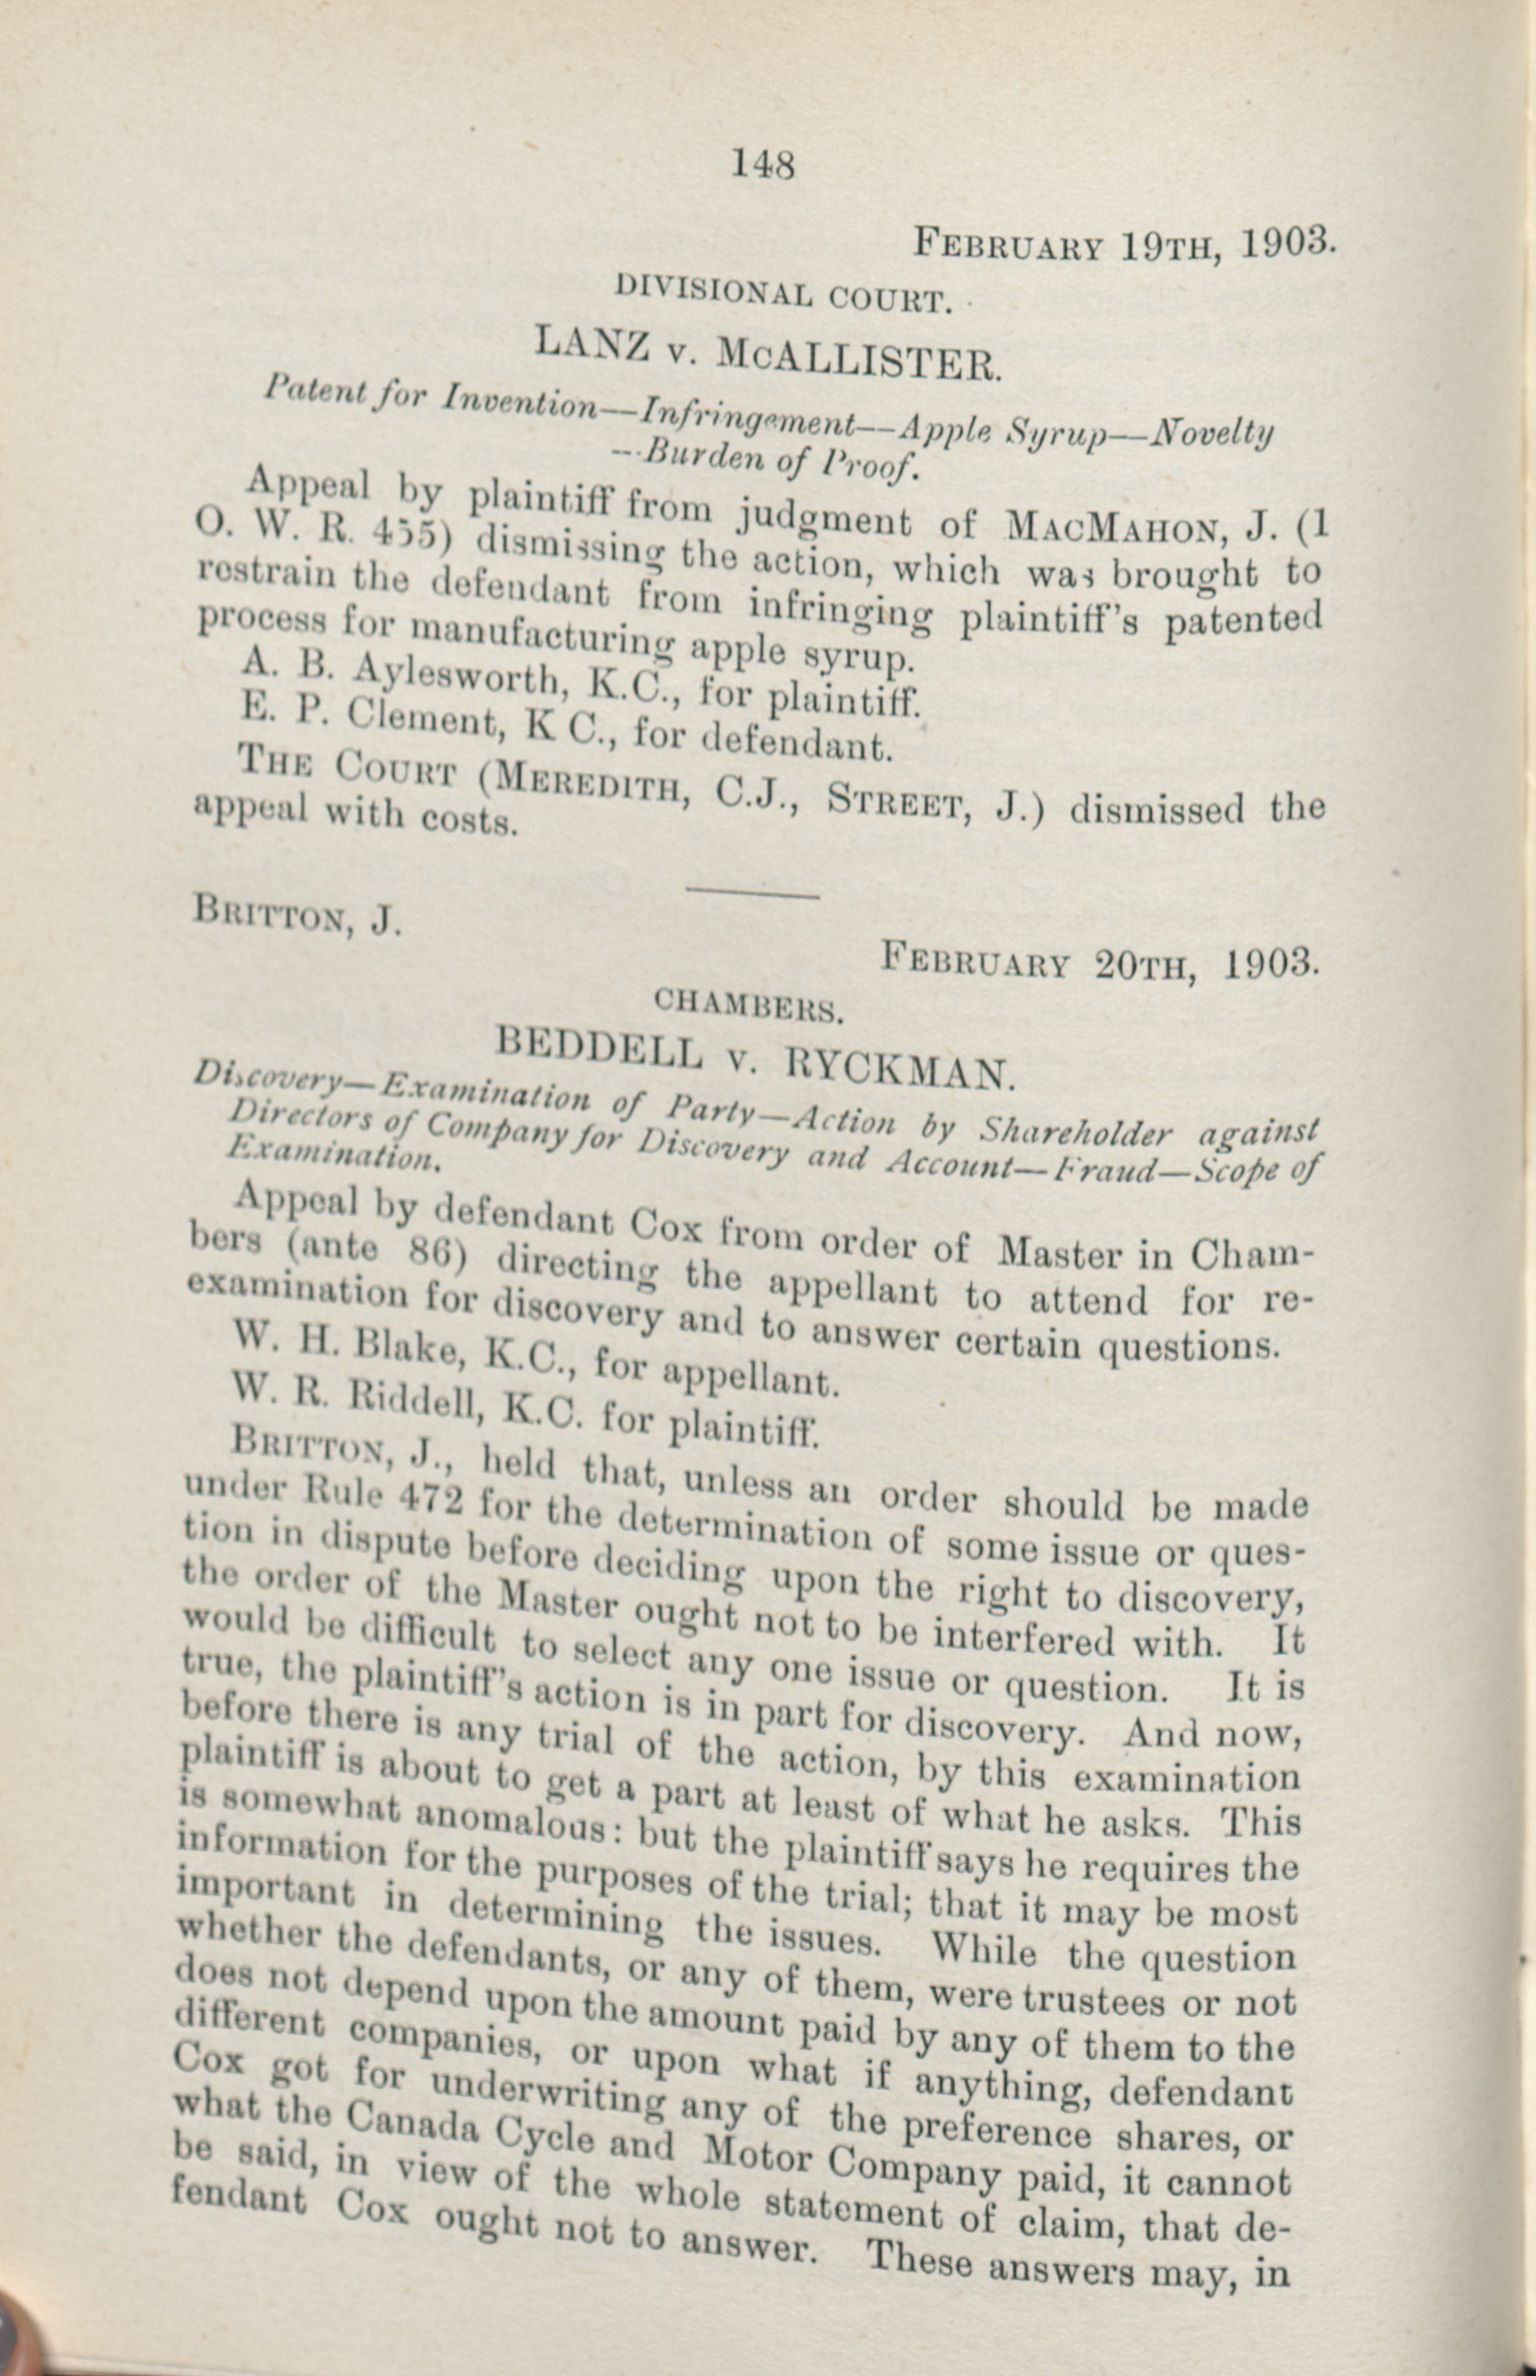 148
FEBRUARY 19TH, 1903.
DIVISIONAL COURT.
LANZ v. McALLISTER.
Patent for Invention—Infringement—Apple Syrup—Novelty
—Burden of Proof.
Appeal by plaintiff from judgment of MACMAHON, J. (1
O. W. R. 455) dismissing the action, which was brought to
restrain the defendant from infringing plaintiff's patented
process for manufacturing apple syrup.
A. B. Aylesworth, K.C., for plaintiff.
E. P. Clement, K C., for defendant.
THE COURT (MEREDITH, C.J., STREET, J.) dismissed the
appeal with costs.
BRITTON, J.
FEBRUARY 20TH, 1903.
CHAMBERS.
BEDDELL v. RYCKMAN.
Discovery—Examination of Party—Action by Shareholder against
Directors of Company for Discovery and Account—Fraud—Scope of
Examination.
Appeal by defendant Cox from order of Master in Cham-
bers (ante 86) directing the appellant to attend for re-
examination for discovery and to answer certain questions.
W. H. Blake, K.C., for appellant.
W. R. Riddell, K.C. for plaintiff.
BRITTON, J., held that, unless an order should be made
under Rule 472 for the determination of some issue or ques-
tion in dispute before deciding upon the right to discovery,
the order of the Master ought not to be interfered with. It
would be difficult to select any one issue or question. It is
true, the plaintiff's action is in part for discovery. And now,
before there is any trial of the action, by this examination
plaintiff is about to get a part at least of what he asks. This
is somewhat anomalous: but the plaintiff says he requires the
information for the purposes of the trial; that it may be most
important in determining the issues. While the question
whether the defendants, or any of them, were trustees or not
does not depend upon the amount paid by any of them to the
different companies, or upon what if anything, defendant
Cox got for underwriting any of the preference shares, or
what the Canada Cycle and Motor Company paid, it cannot
be said, in view of the whole statement of claim, that de-
fendant Cox ought not to answer. These answers may, in